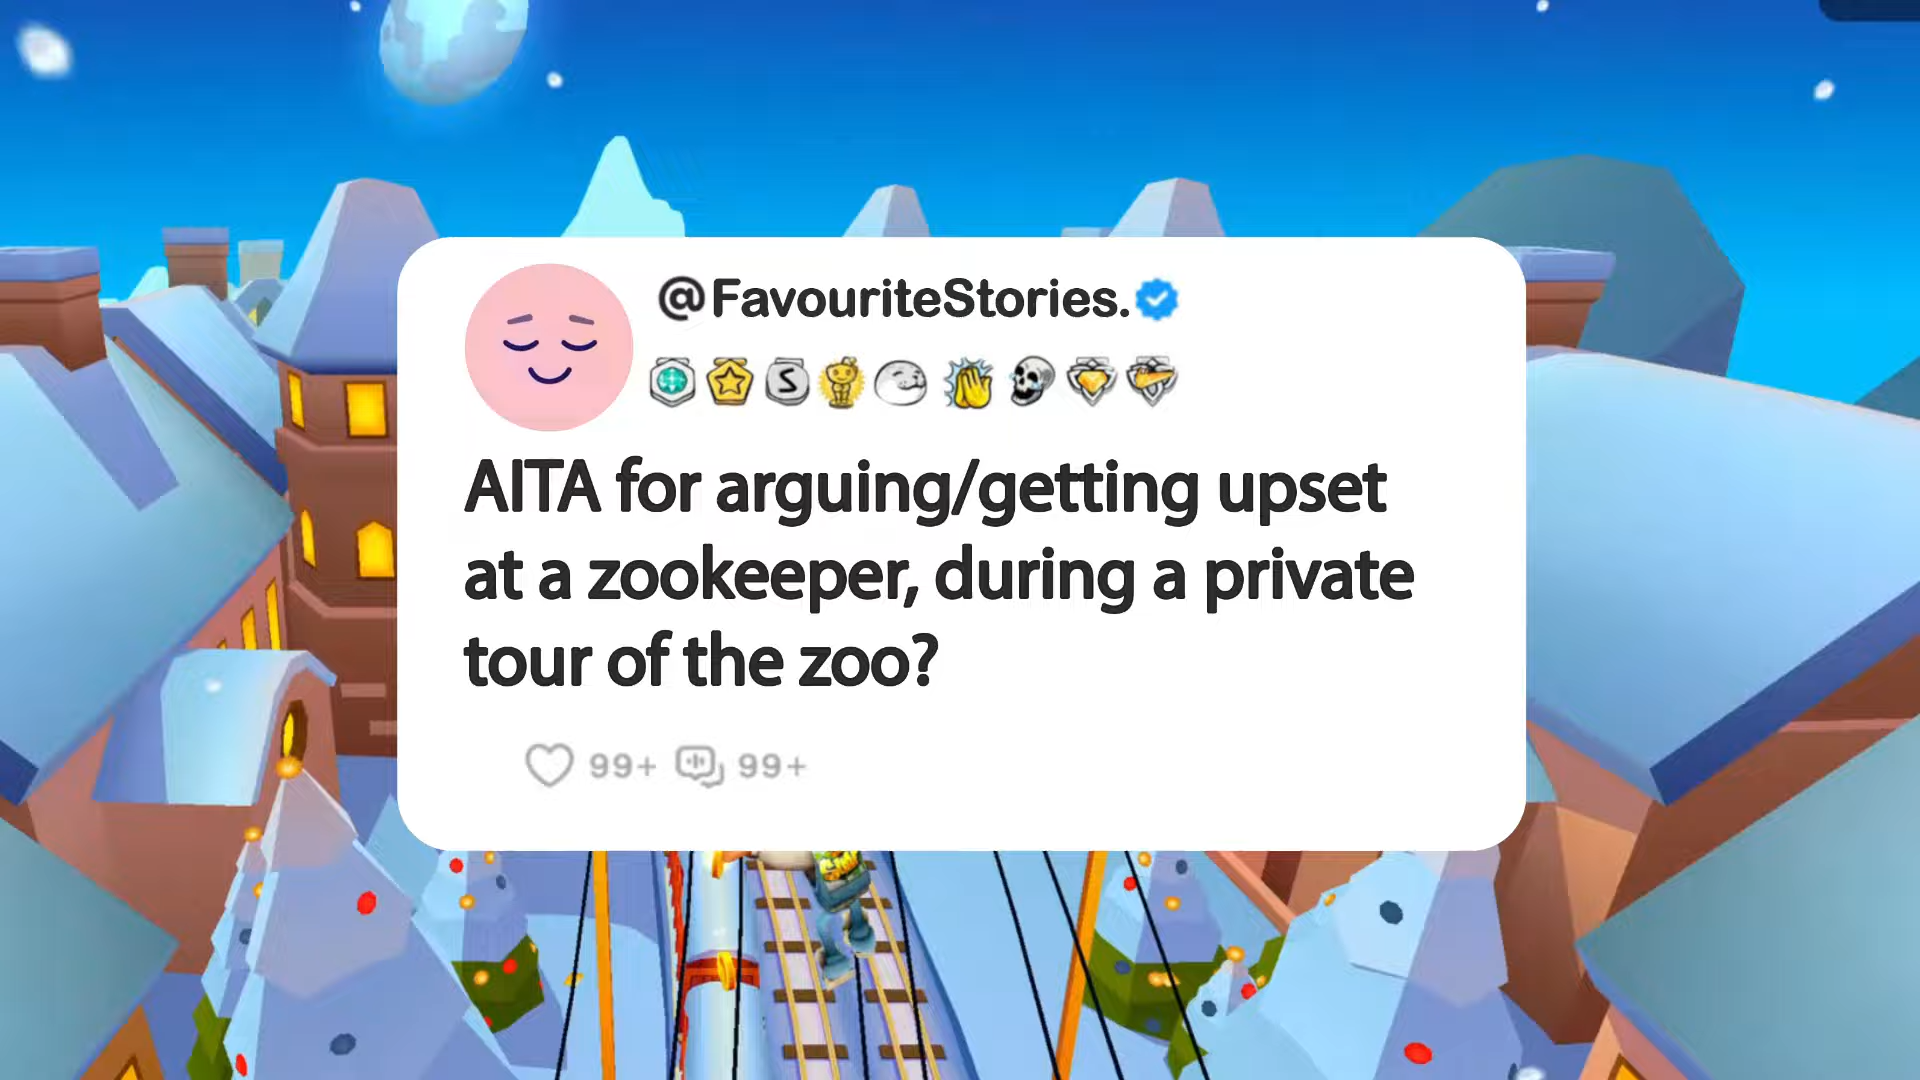 @FavouriteStories.
S
AITA for arguing/getting upset
at a zookeeper, during a private
tour of the zoo?
99+ 99+